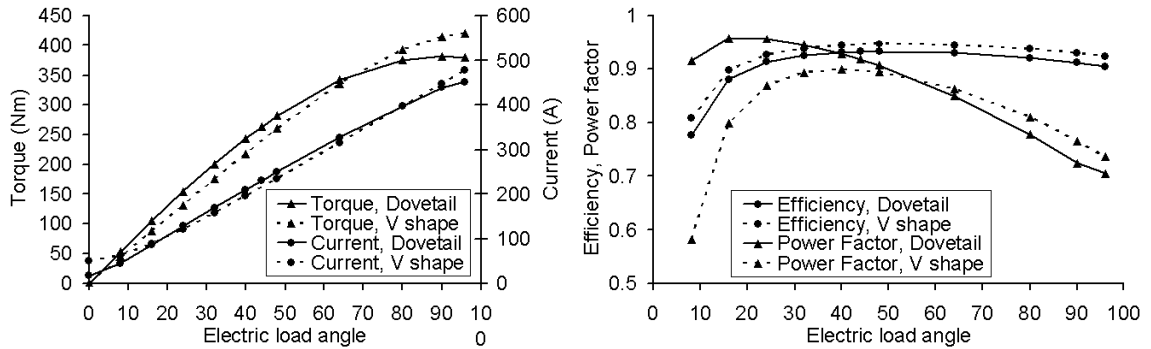 450
400
350
300
250
200
150
100
50
0
Torque (Nm)
600
500
400
300
200
100
0
Current (A)
Torque, Dovetail
Torque, V shape
Current, Dovetail
Current, V shape
0 10 20 30 40 50 60 70 80 90 10
0
Electric load angle
1
0.9
0.8
0.7
0.6
0.5
Efficiency, Power factor
Efficiency, Dovetail
Efficiency, V shape
Power Factor, Dovetail
Power Factor, V shape
0 10 20 30 40 50 60 70 80 90 100
Electric load angle